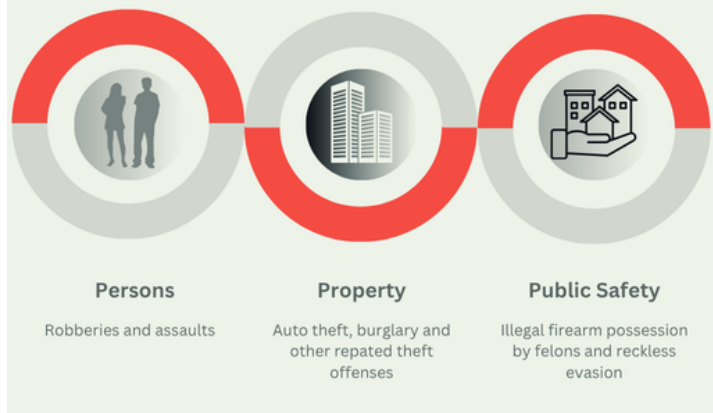 Persons
Robberies and assaults
Property
Auto theft, burglary and
other repated theft
offenses
Public Safety
Illegal firearm possession
by felons and reckless
evasion